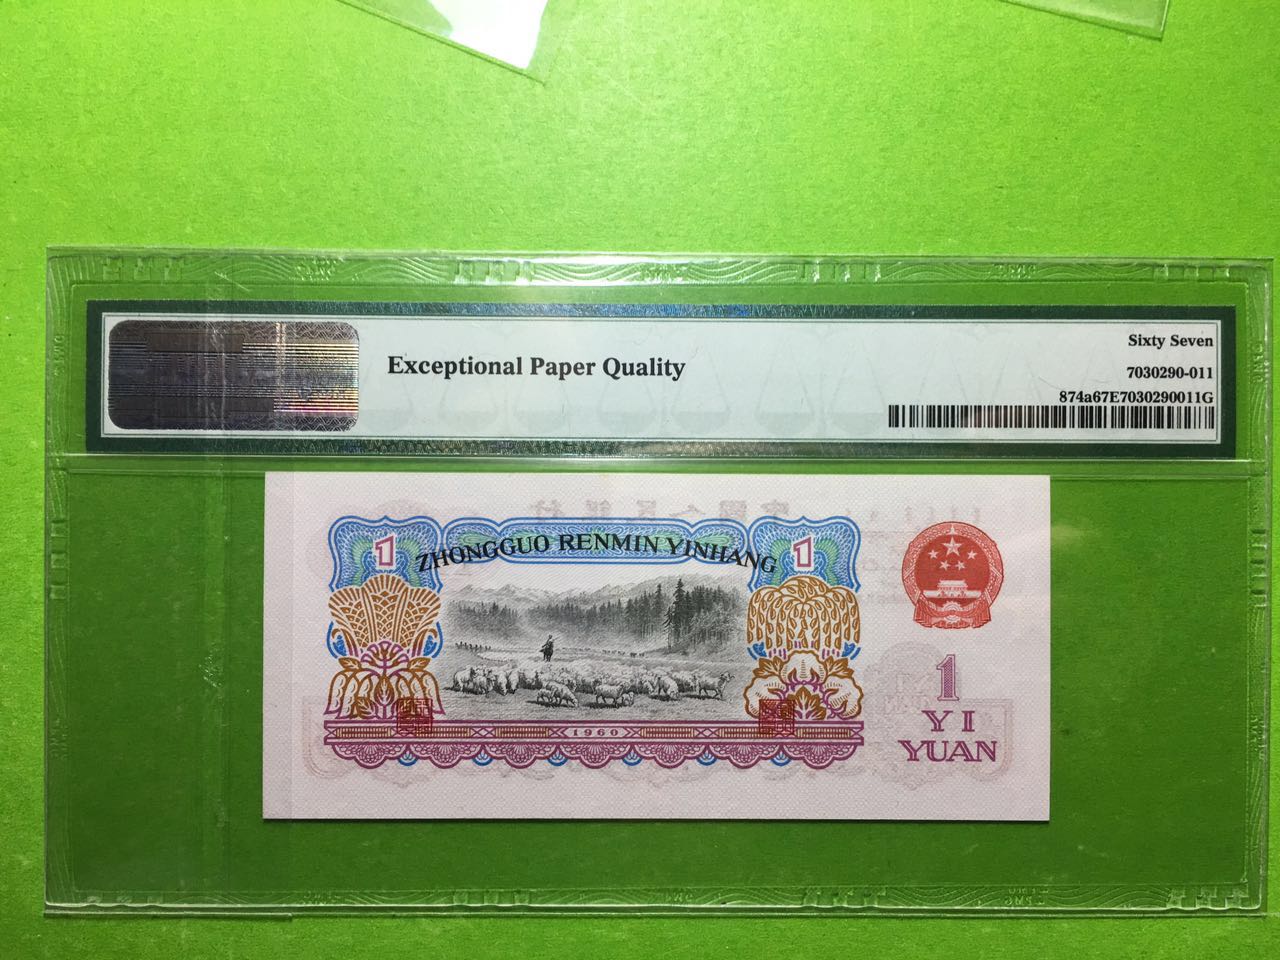 Exceptional Paper Quality
Sixty Seven
7030290-011
874a67E7030290011G
1
ZHONGGUO RENMIN YINHANG
1
1960
1
YI
YUAN